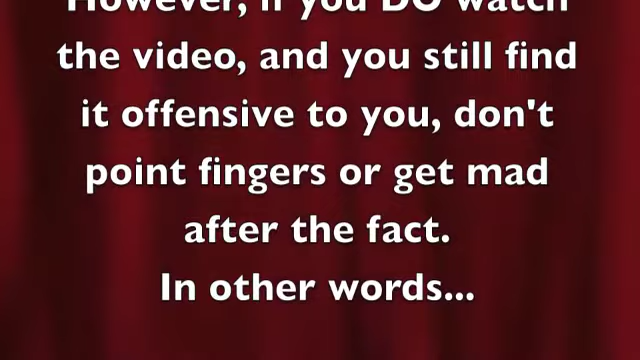 However, if you DO watch
the video, and you still find
it offensive to you, don't
point fingers or get mad
after the fact.
In other words...